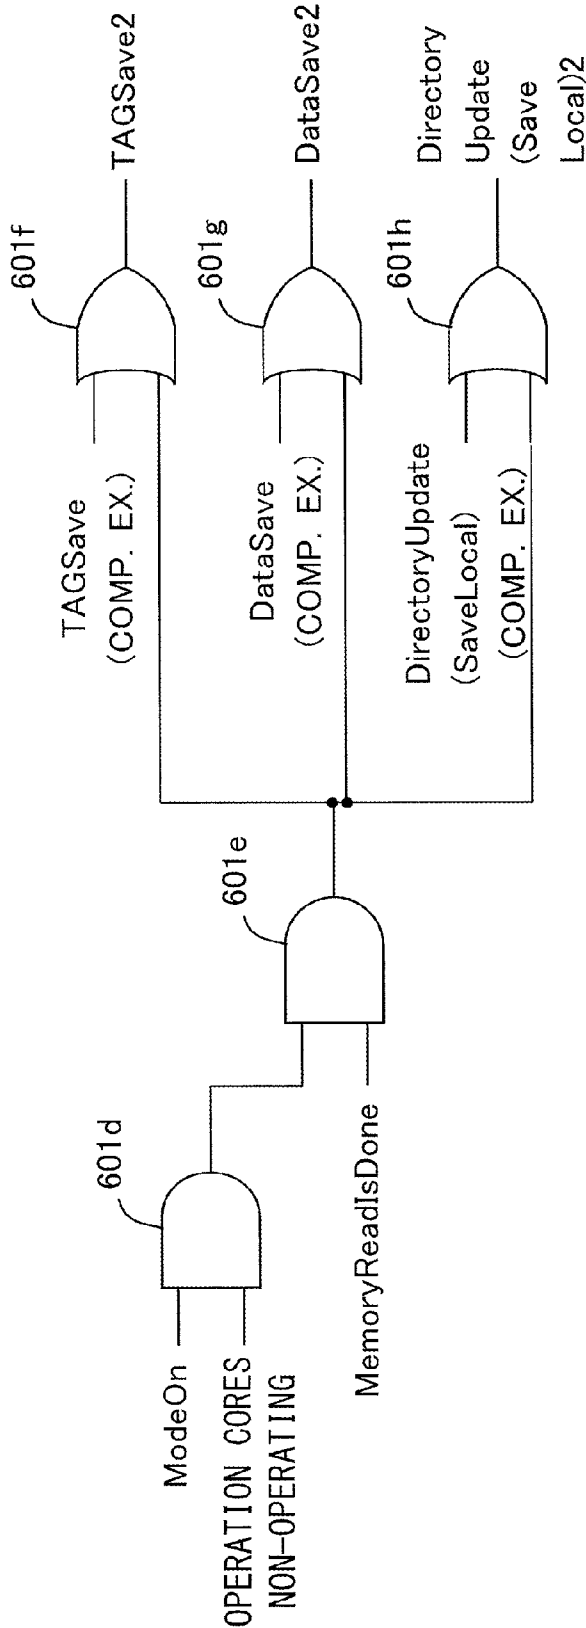 ModeOn
OPERATION CORES
NON-OPERATING
601d
MemoryReadIsDone
601e
TAGSave
(COMP. EX.)
601f
TAGSave2
DataSave
(COMP. EX.)
601g
DataSave2
DirectoryUpdate
(SaveLocal)
(COMP. EX.)
601h
Directory
Update
(Save
Local)2